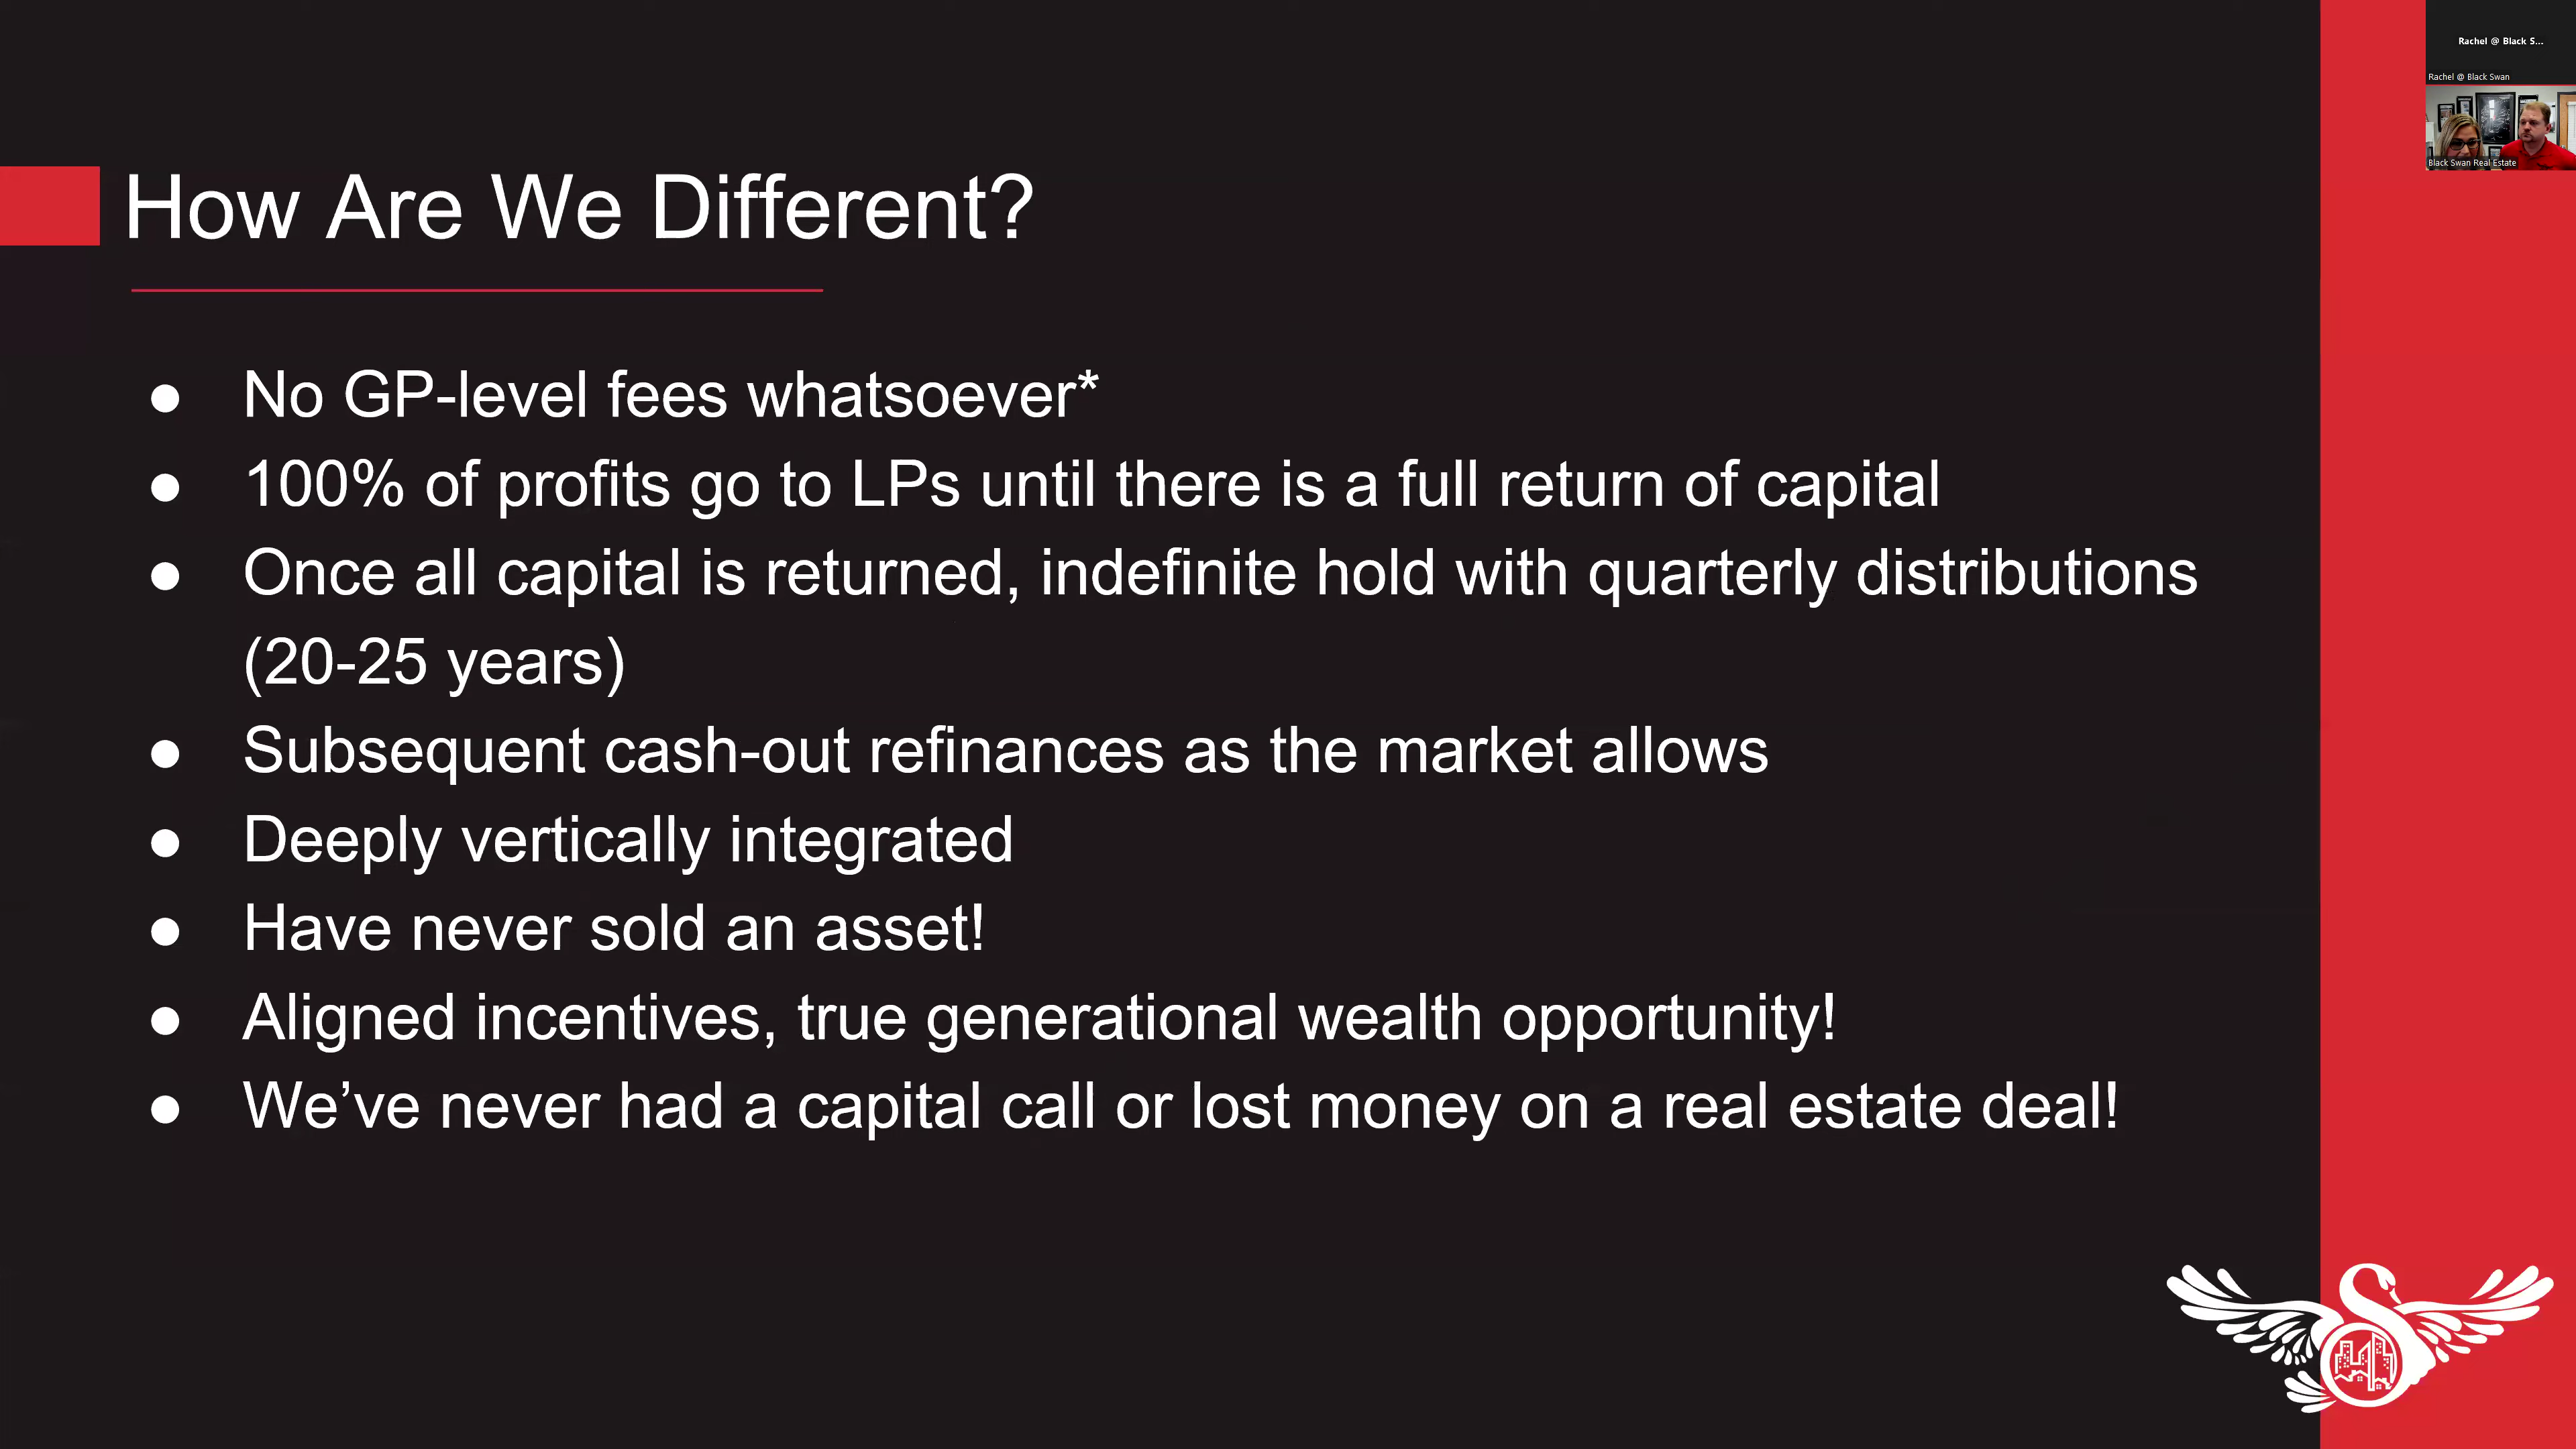 Rachel @ Black S...
Rachel @ Black Swan
Black Swan Real Estate
How Are We Different?
● No GP-level fees whatsoever*
● 100% of profits go to LPs until there is a full return of capital
● Once all capital is returned, indefinite hold with quarterly distributions
(20-25 years)
● Subsequent cash-out refinances as the market allows
● Deeply vertically integrated
● Have never sold an asset!
● Aligned incentives, true generational wealth opportunity!
● We’ve never had a capital call or lost money on a real estate deal!